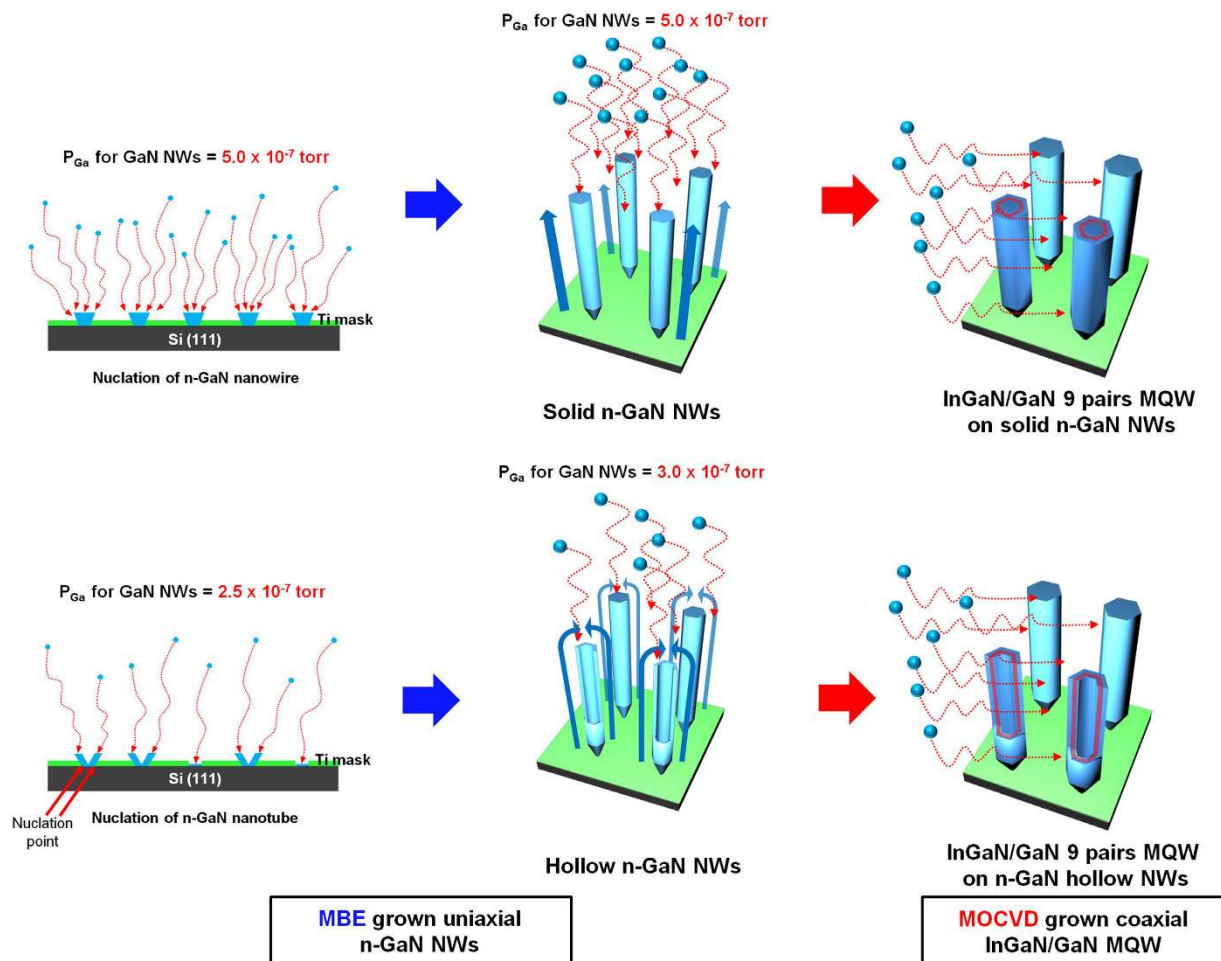 P_Ga for GaN NWs = 5.0 x 10⁻⁷ torr
P_Ga for GaN NWs = 5.0 x 10⁻⁷ torr
Ti mask
Si (111)
Nuclation of n-GaN nanowire
Solid n-GaN NWs
InGaN/GaN 9 pairs MQW
on solid n-GaN NWs
P_Ga for GaN NWs = 3.0 x 10⁻⁷ torr
P_Ga for GaN NWs = 2.5 x 10⁻⁷ torr
Ti mask
Si (111)
Nuclation
point
Nuclation of n-GaN nanotube
Hollow n-GaN NWs
InGaN/GaN 9 pairs MQW
on n-GaN hollow NWs
MBE grown uniaxial
n-GaN NWs
MOCVD grown coaxial
InGaN/GaN MQW